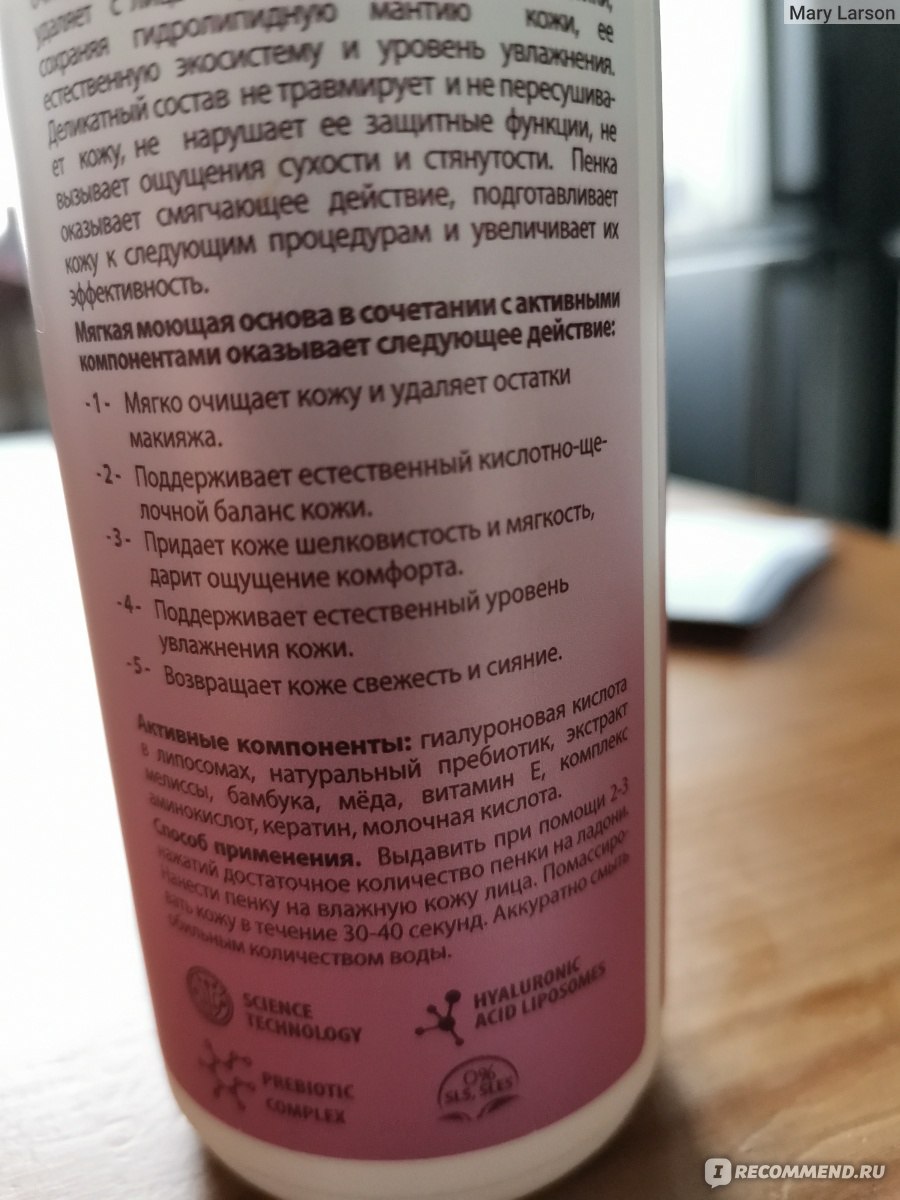 Mary Larson
удаляет с лица
сохраняя гидролипидную мантию кожи, ее
естественную экосистему и уровень увлажнения.
Деликатный состав не травмирует и не пересушива-
ет кожу, не нарушает ее защитные функции, не
вызывает ощущения сухости и стянутости. Пенка
оказывает смягчающее действие, подготавливает
кожу к следующим процедурам и увеличивает их
эффективность.
Мягкая моющая основа в сочетании с активными
компонентами оказывает следующее действие:
-1- Мягко очищает кожу и удаляет остатки
макияжа.
-2- Поддерживает естественный кислотно-ще-
лочной баланс кожи.
-3- Придает коже шелковистость и мягкость,
дарит ощущение комфорта.
-4- Поддерживает естественный уровень
увлажнения кожи.
-5- Возвращает коже свежесть и сияние.
Активные компоненты: гиалуроновая кислота
в липосомах, натуральный пребиотик, экстракт
мелиссы, бамбука, мёда, витамин Е, комплекс
аминокислот, кератин, молочная кислота.
Способ применения. Выдавить при помощи 2-3
нажатий достаточное количество пенки на ладони.
Нанести пенку на влажную кожу лица. Помассиро-
вать кожу в течение 30-40 секунд. Аккуратно смыть
обильным количеством воды.
SCIENCE
TECHNOLOGY
HYALURONIC
ACID LIPOSOMES
PREBIOTIC
COMPLEX
0%
SLS, SLES
IRECOMMEND.RU